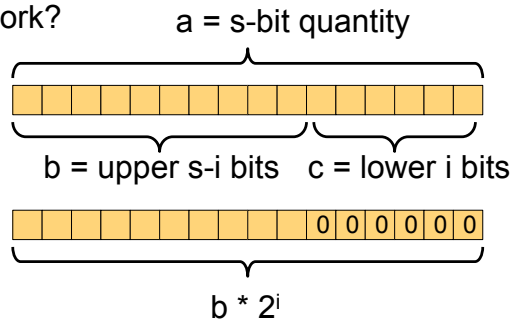 ork?
a = s-bit quantity
b = upper s-i bits c = lower i bits
0 0 0 0 0 0
b * 2ⁱ